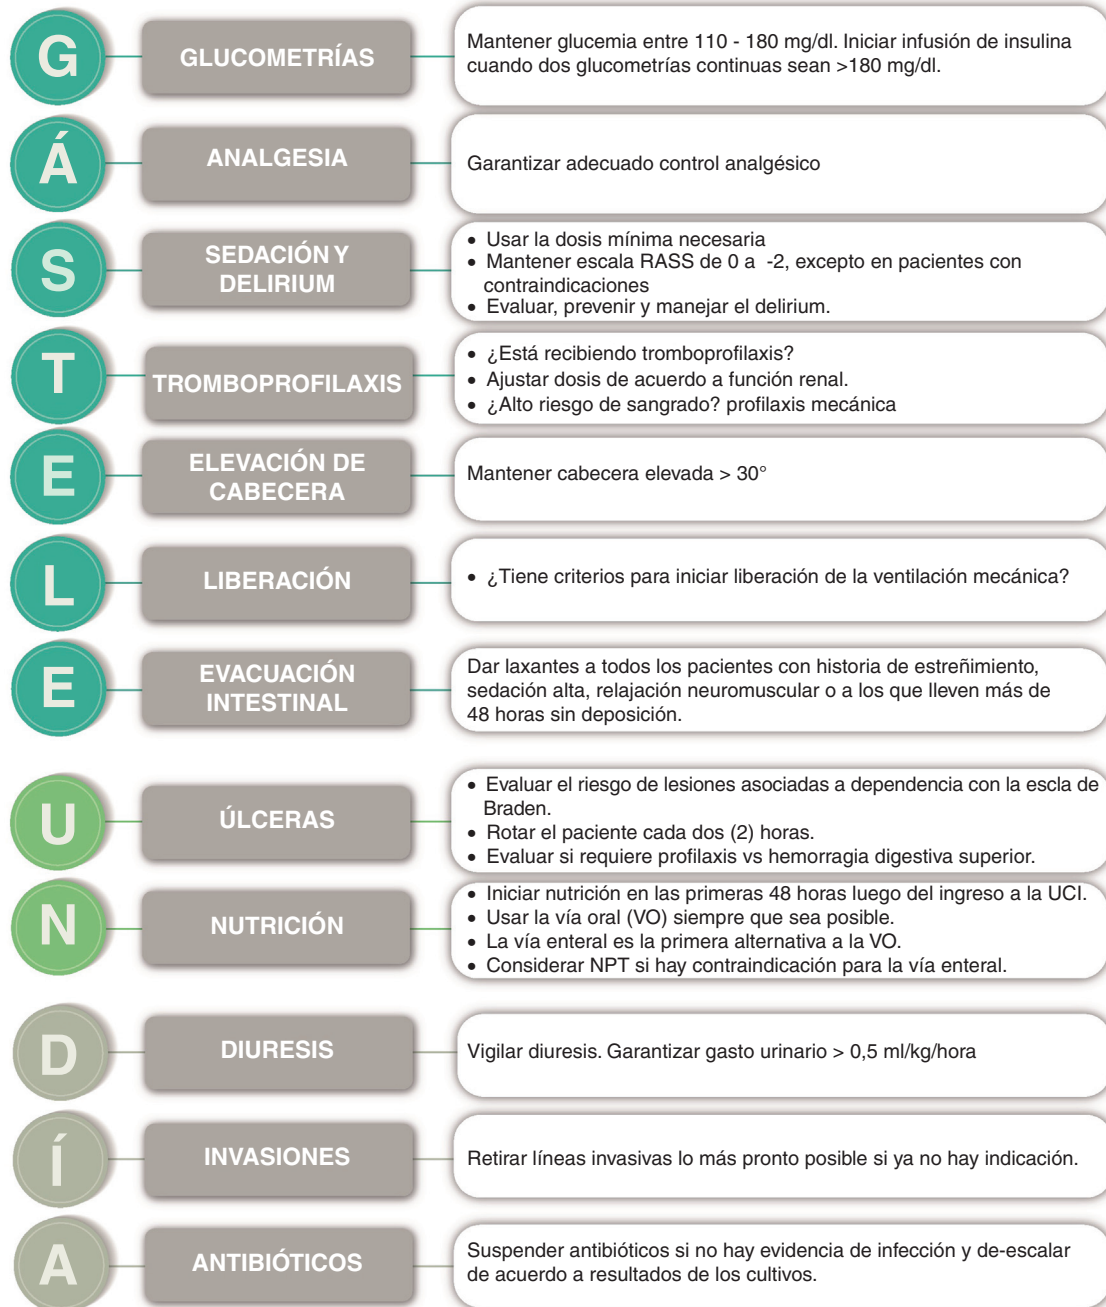 G
GLUCOMETRÍAS
Mantener glucemia entre 110 - 180 mg/dl. Iniciar infusión de insulina
cuando dos glucometrías continuas sean >180 mg/dl.
Á
ANALGESIA
Garantizar adecuado control analgésico
S
SEDACIÓN Y
DELIRIUM
• Usar la dosis mínima necesaria
• Mantener escala RASS de 0 a -2, excepto en pacientes con
contraindicaciones
• Evaluar, prevenir y manejar el delirium.
T
TROMBOPROFILAXIS
• ¿Está recibiendo tromboprofilaxis?
• Ajustar dosis de acuerdo a función renal.
• ¿Alto riesgo de sangrado? profilaxis mecánica
E
ELEVACIÓN DE
CABECERA
Mantener cabecera elevada > 30°
L
LIBERACIÓN
• ¿Tiene criterios para iniciar liberación de la ventilación mecánica?
E
EVACUACIÓN
INTESTINAL
Dar laxantes a todos los pacientes con historia de estreñimiento,
sedación alta, relajación neuromuscular o a los que lleven más de
48 horas sin deposición.
U
ÚLCERAS
• Evaluar el riesgo de lesiones asociadas a dependencia con la escla de
Braden.
• Rotar el paciente cada dos (2) horas.
• Evaluar si requiere profilaxis vs hemorragia digestiva superior.
N
NUTRICIÓN
• Iniciar nutrición en las primeras 48 horas luego del ingreso a la UCI.
• Usar la vía oral (VO) siempre que sea posible.
• La vía enteral es la primera alternativa a la VO.
• Considerar NPT si hay contraindicación para la vía enteral.
D
DIURESIS
Vigilar diuresis. Garantizar gasto urinario > 0,5 ml/kg/hora
Í
INVASIONES
Retirar líneas invasivas lo más pronto posible si ya no hay indicación.
A
ANTIBIÓTICOS
Suspender antibióticos si no hay evidencia de infección y de-escalar
de acuerdo a resultados de los cultivos.